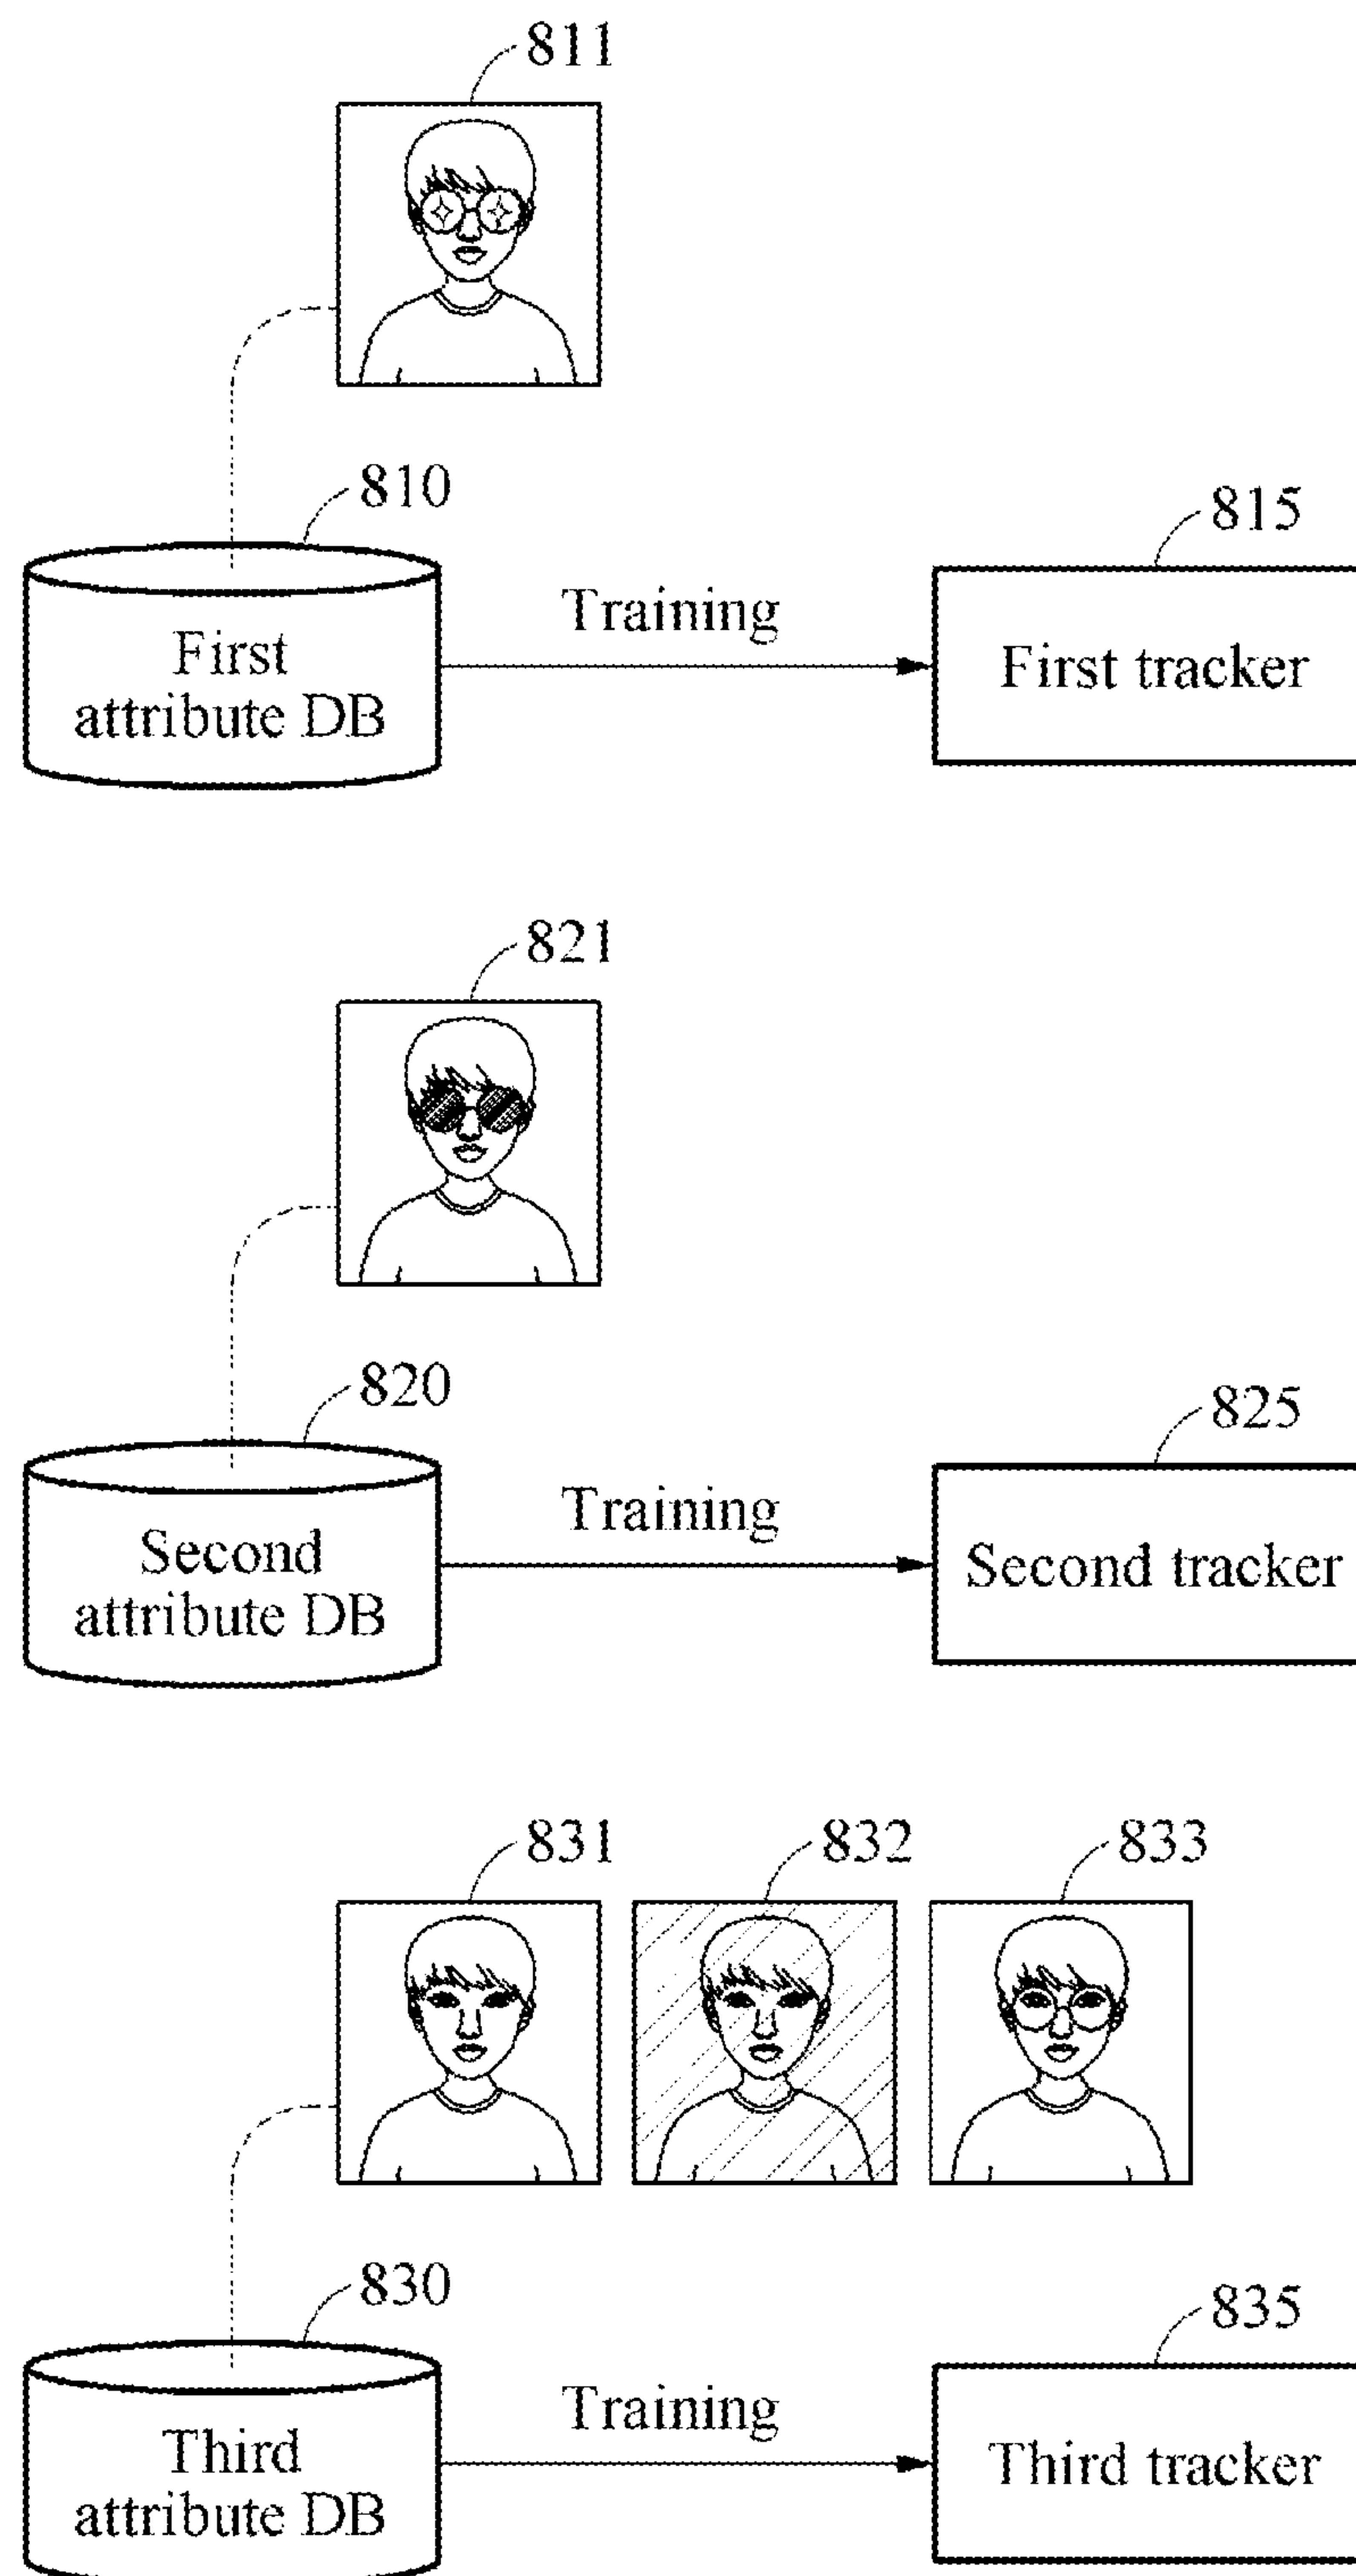 811
810
815
First
attribute DB
Training
First tracker
821
820
825
Second
attribute DB
Training
Second tracker
831
832
833
830
835
Third
attribute DB
Training
Third tracker